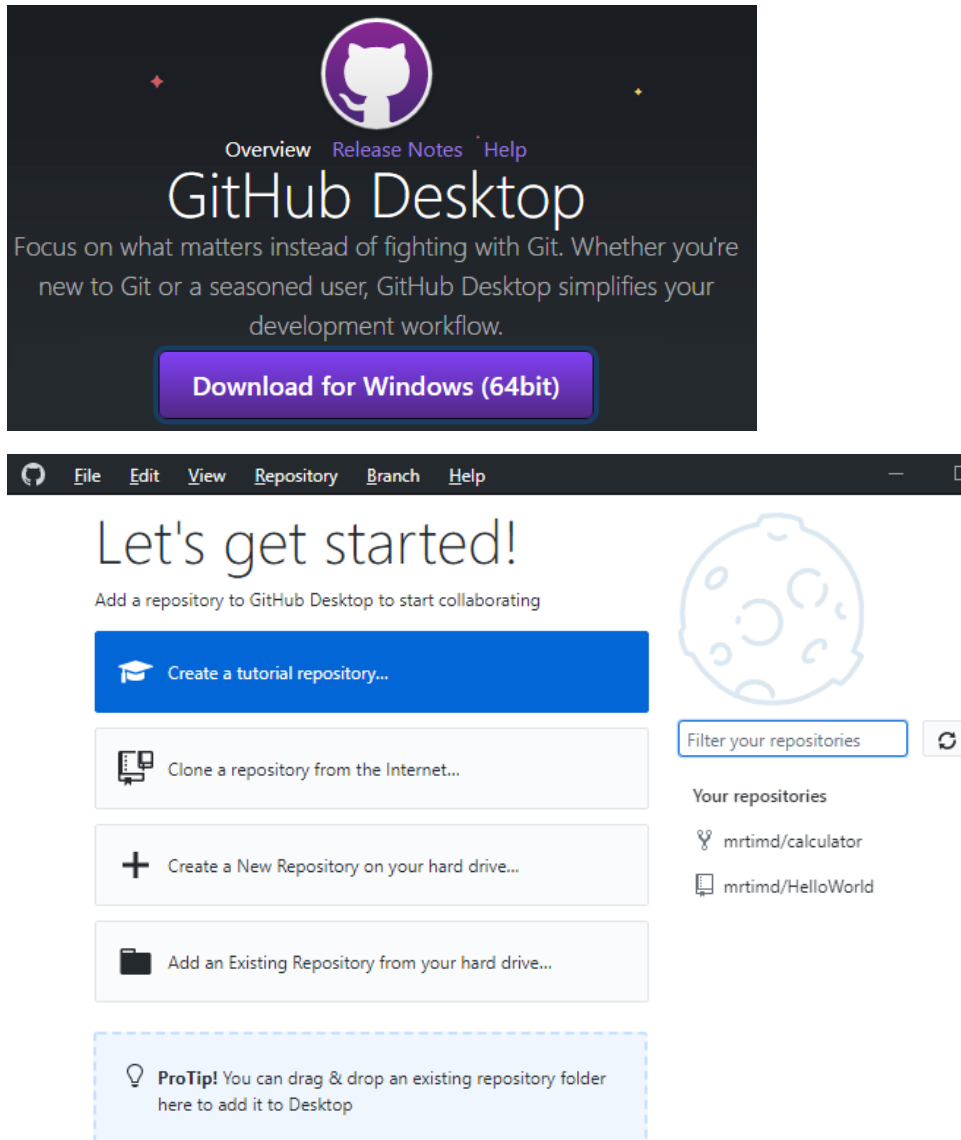 Overview Release Notes Help
GitHub Desktop
Focus on what matters instead of fighting with Git. Whether you're
new to Git or a seasoned user, GitHub Desktop simplifies your
development workflow.
Download for Windows (64bit)
File Edit View Repository Branch Help
Let's get started!
Add a repository to GitHub Desktop to start collaborating
Create a tutorial repository...
Clone a repository from the Internet...
Create a New Repository on your hard drive...
Add an Existing Repository from your hard drive...
ProTip! You can drag & drop an existing repository folder
here to add it to Desktop
Filter your repositories
Your repositories
mrtimd/calculator
mrtimd/HelloWorld